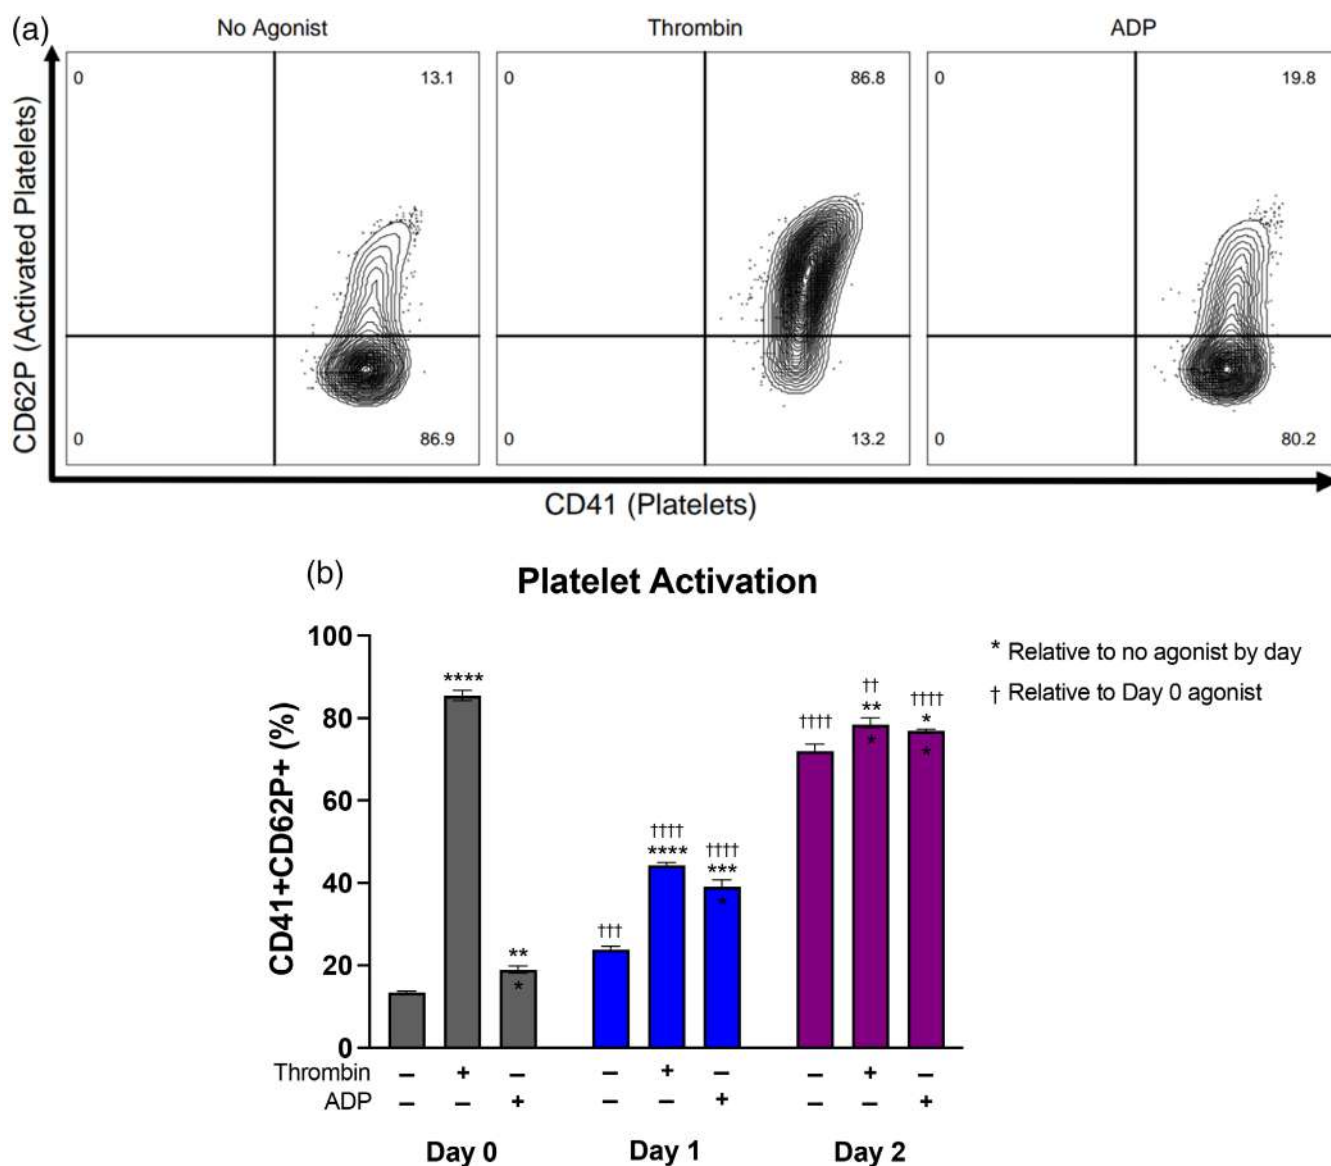 (a)
No Agonist Thrombin ADP
0 13.1 0 86.8 0 19.8
CD62P (Activated Platelets)
0 86.9 0 13.2 0 80.2
CD41 (Platelets)
(b)
Platelet Activation
* Relative to no agonist by day
† Relative to Day 0 agonist
CD41+CD62P+ (%)
100
80
60
40
20
0
****
**
*
†††
††††
****
††††
***
*
††††
††
**
*
††††
*
*
Thrombin – + – – + – – + –
ADP – – + – – + – – +
Day 0 Day 1 Day 2